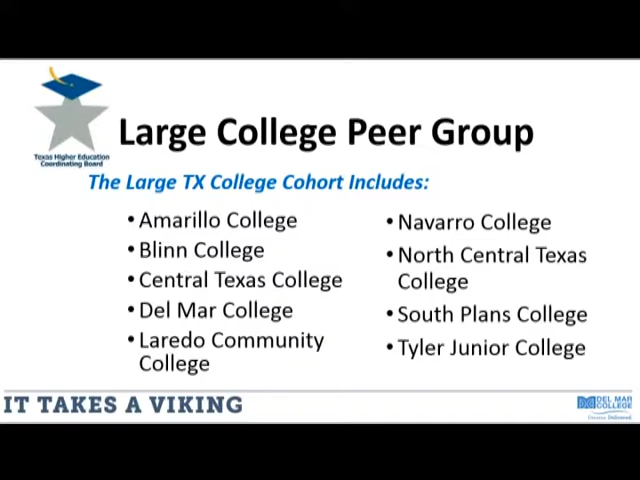 Texas Higher Education
Coordinating Board
Large College Peer Group
The Large TX College Cohort Includes:
• Amarillo College
• Blinn College
• Central Texas College
• Del Mar College
• Laredo Community
College
• Navarro College
• North Central Texas
College
• South Plans College
• Tyler Junior College
IT TAKES A VIKING
DEL MAR
COLLEGE
Dreams Delivered